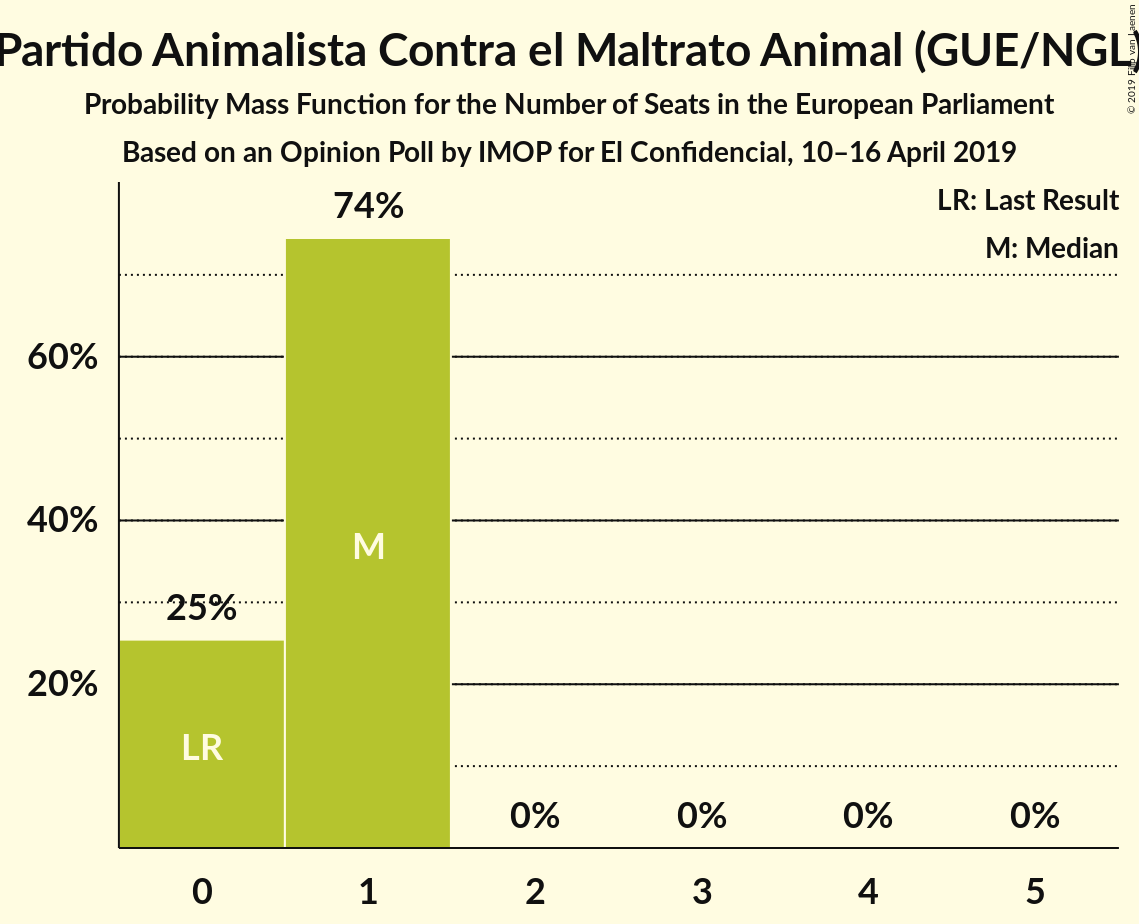 Partido Animalista Contra el Maltrato Animal (GUE/NGL)
© 2019 Filip van Laenen
Probability Mass Function for the Number of Seats in the European Parliament
Based on an Opinion Poll by IMOP for El Confidencial, 10–16 April 2019
LR: Last Result
M: Median
74%
60%
40%
M
25%
20%
LR
0% 0% 0% 0%
0 1 2 3 4 5